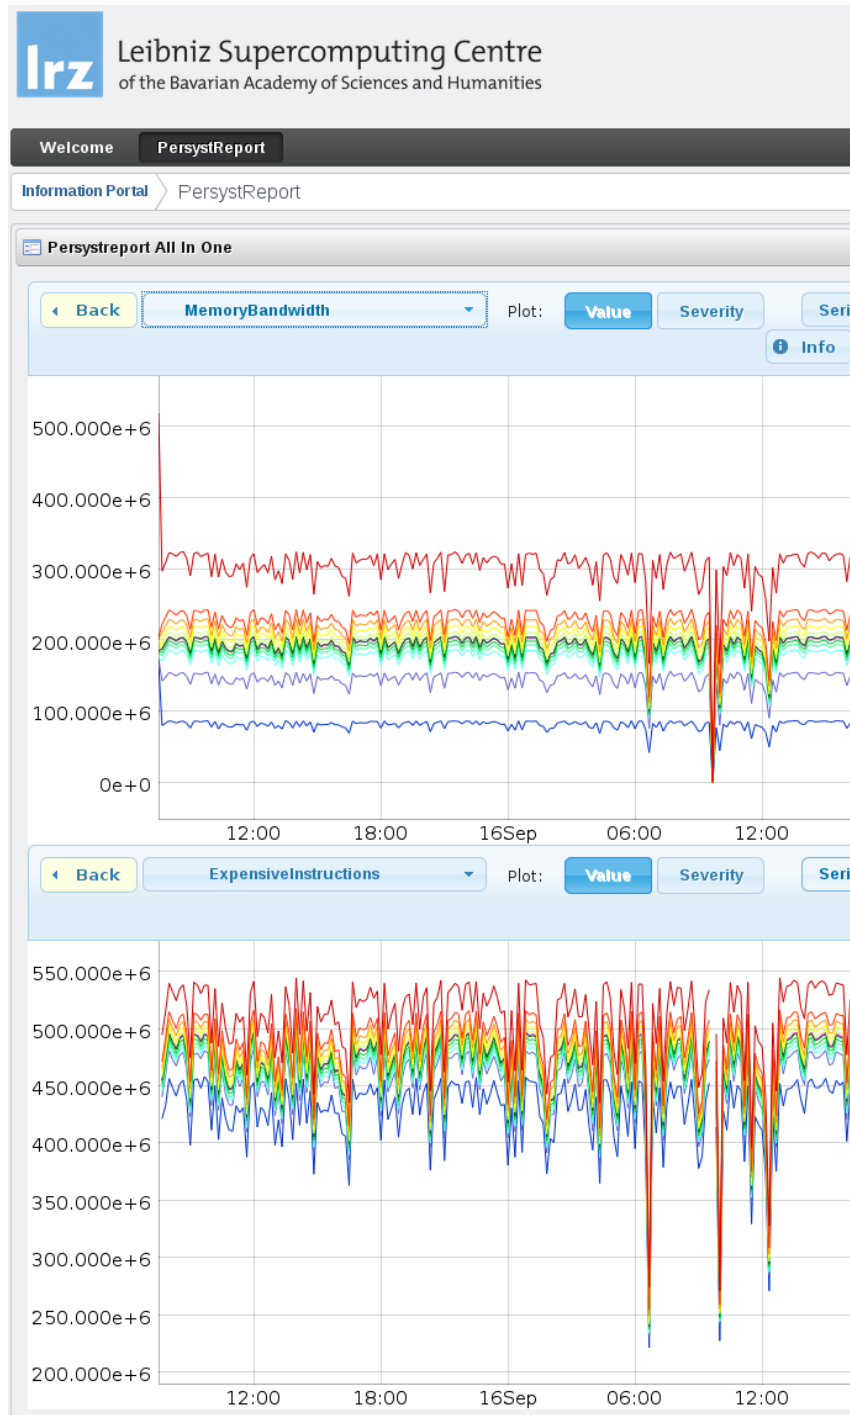 lrz
Leibniz Supercomputing Centre
of the Bavarian Academy of Sciences and Humanities
Welcome PersystReport
Information Portal PersystReport
Persystreport All In One
Back MemoryBandwidth Plot: Value Severity Seri
Info
500.000e+6
400.000e+6
300.000e+6
200.000e+6
100.000e+6
0e+0
12:00 18:00 16Sep 06:00 12:00
Back ExpensiveInstructions Plot: Value Severity Seri
550.000e+6
500.000e+6
450.000e+6
400.000e+6
350.000e+6
300.000e+6
250.000e+6
200.000e+6
12:00 18:00 16Sep 06:00 12:00